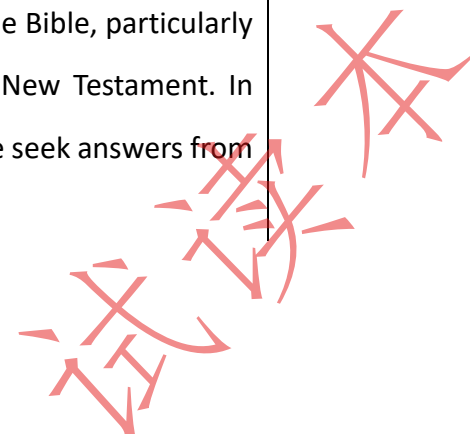 e Bible, particularly
New Testament. In
e seek answers from
试读本